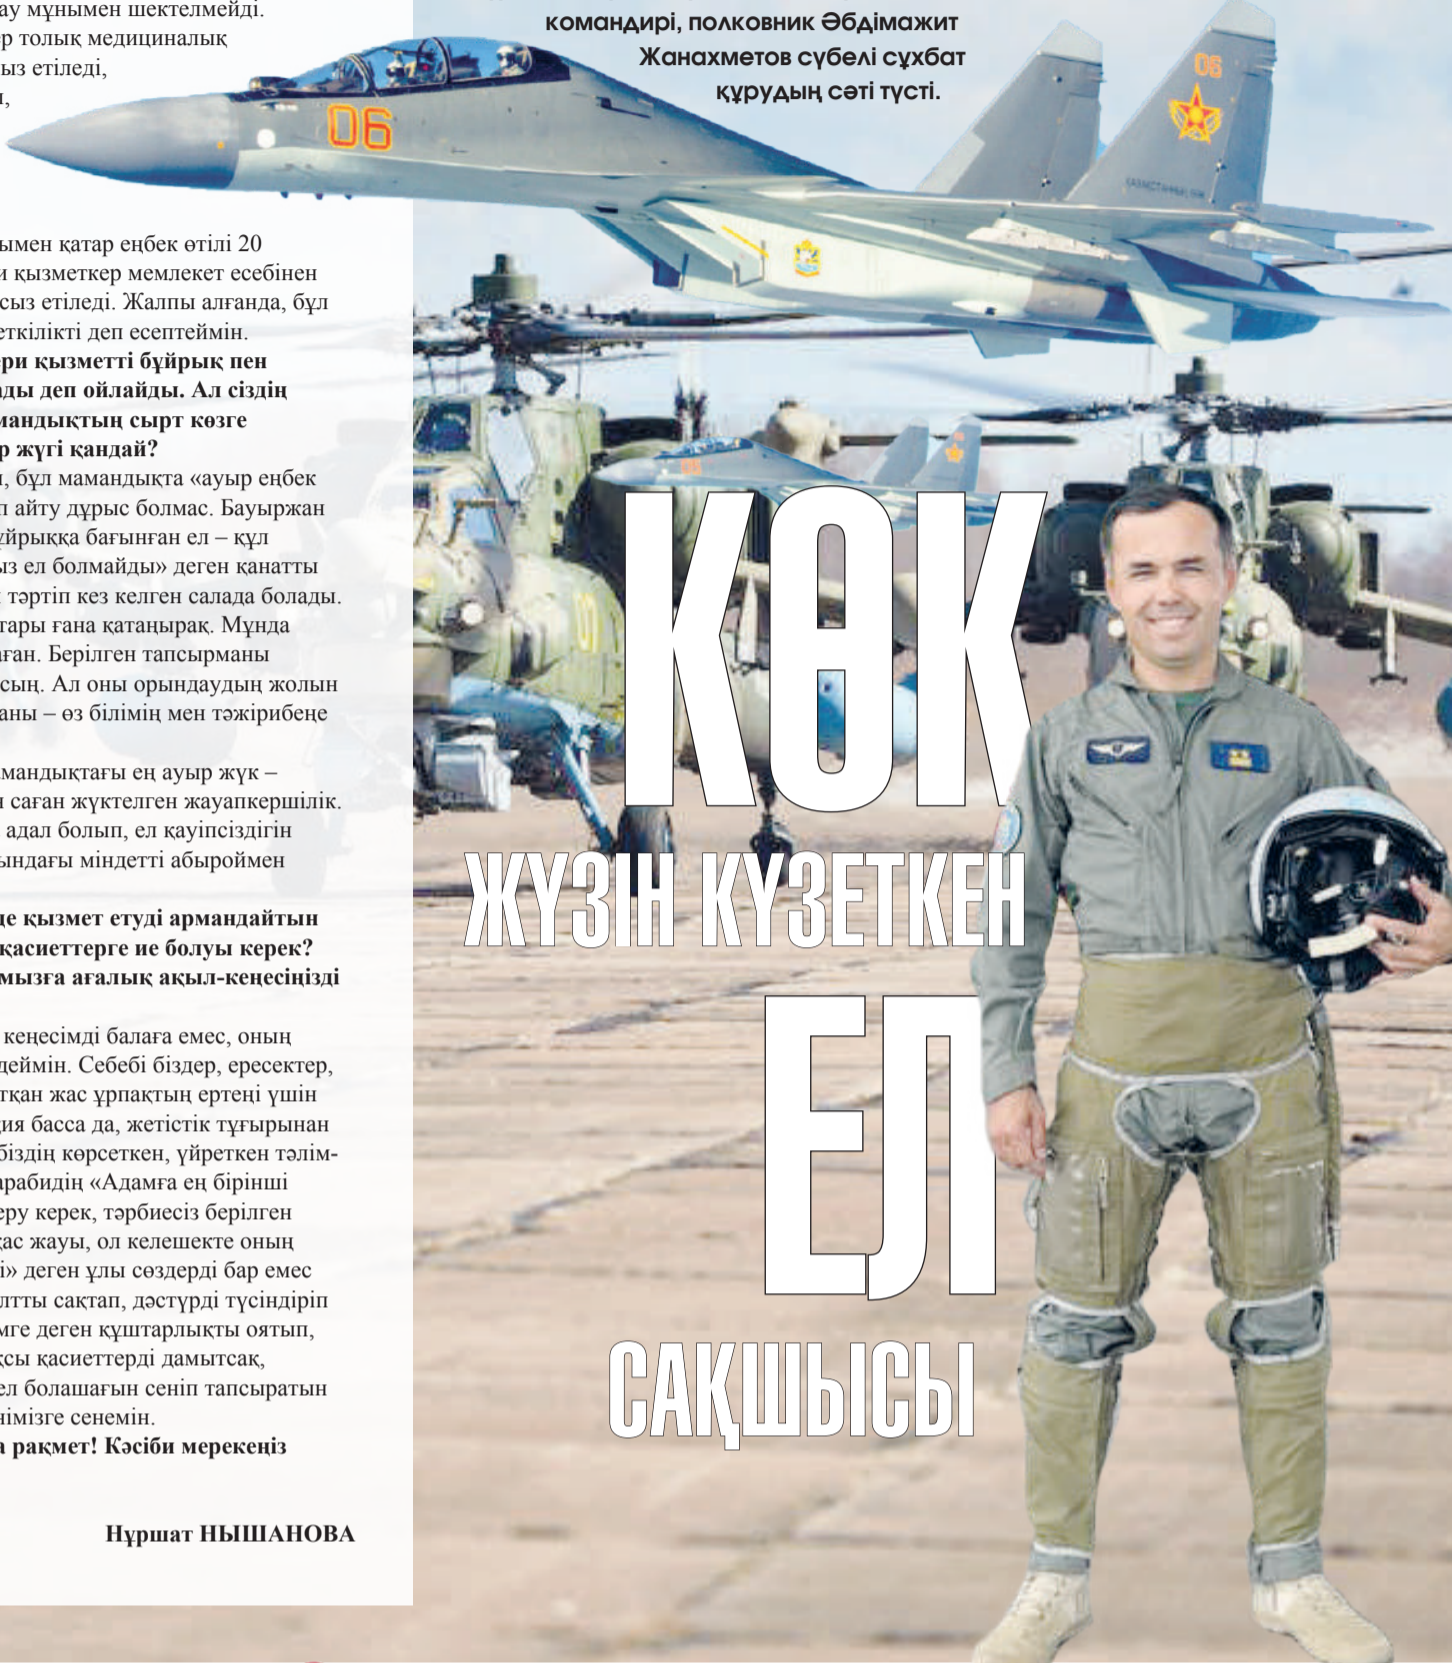 ау мұнымен шектелмейді.
р толық медициналық
ыз етіледі,
командирі, полковник Әбдімажит
Жанахметов сүбелі сұхбат
құрудың сәті түсті.
06
06
ымен қатар еңбек өтілі 20
и қызметкер мемлекет есебінен
сыз етіледі. Жалпы алғанда, бұл
еткілікті деп есептеймін.
ери қызметті бұйрық пен
ады деп ойлайды. Ал сіздің
мандықтың сырт көзге
р жүгі қандай?
, бұл мамандықта «ауыр еңбек
п айту дұрыс болмас. Бауыржан
ұйрыққа бағынған ел – құл
ыз ел болмайды» деген қанатты
тәртіп кез келген салада болады.
тары ғана қатаңырақ. Мұнда
аған. Берілген тапсырманы
сың. Ал оны орындаудың жолын
аны – өз білімің мен тәжірибеңе
амандықтағы ең ауыр жүк –
саған жүктелген жауапкершілік.
адал болып, ел қауіпсіздігін
ындағы міндетті абыроймен
де қызмет етуді армандайтын
қасиеттерге ие болуы керек?
мызға ағалық ақыл-кеңесіңізді
кеңесімді балаға емес, оның
деймін. Себебі біздер, ересектер,
тқан жас ұрпақтың ертеңі үшін
ия басса да, жетістік тұғырынан
біздің көрсеткен, үйреткен тәлім-
арабидің «Адамға ең бірінші
еру керек, тәрбиесіз берілген
қас жауы, ол келешекте оның
і» деген ұлы сөздерді бар емес
лтты сақтап, дәстүрді түсіндіріп
мге деген құштарлықты оятып,
қсы қасиеттерді дамытсақ,
ел болашағын сеніп тапсыратын
німізге сенемін.
а рақмет! Кәсіби мерекеңіз
Нұршат НЫШАНОВА
КӨК
ЖҮЗІН КҮЗЕТКЕН
ЕЛ
САҚШЫСЫ